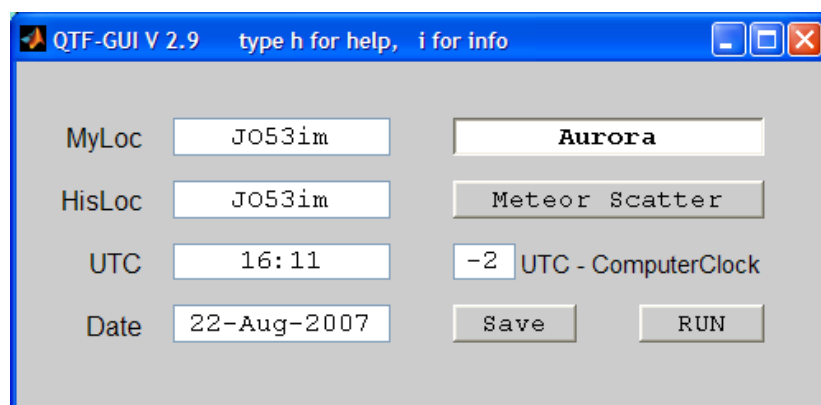 QTF-GUI V 2.9 type h for help, i for info
MyLoc JO53im Aurora
HisLoc JO53im Meteor Scatter
UTC 16:11 -2 UTC - ComputerClock
Date 22-Aug-2007 Save RUN